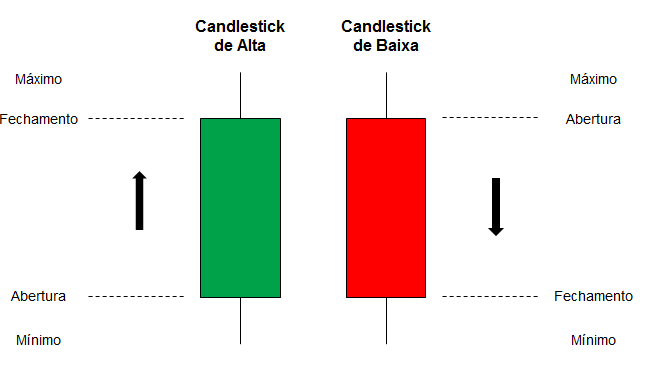 Candlestick
de Alta
Candlestick
de Baixa
Máximo
Máximo
Fechamento
Abertura
Abertura
Fechamento
Mínimo
Mínimo